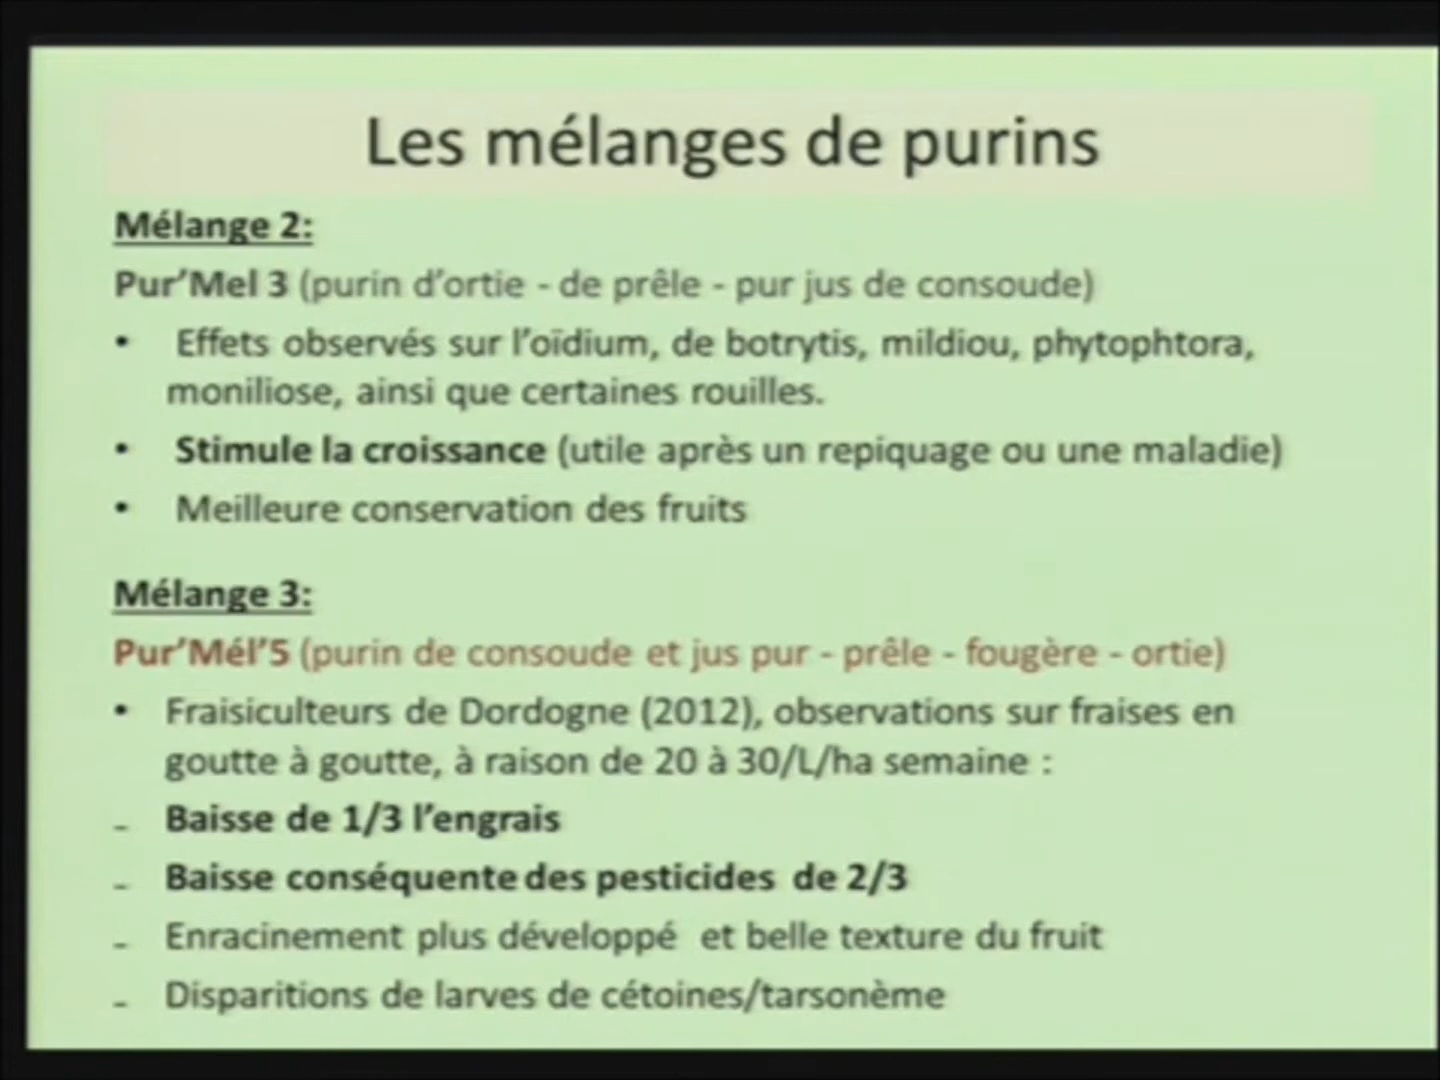 Les mélanges de purins
Mélange 2:
Pur'Mel 3 (purin d'ortie - de prêle - pur jus de consoude)
• Effets observés sur l'oïdium, de botrytis, mildiou, phytophtora,
moniliose, ainsi que certaines rouilles.
• Stimule la croissance (utile après un repiquage ou une maladie)
• Meilleure conservation des fruits
Mélange 3:
Pur'Mél'5 (purin de consoude et jus pur - prêle - fougère - ortie)
• Fraisiculteurs de Dordogne (2012), observations sur fraises en
goutte à goutte, à raison de 20 à 30/L/ha semaine :
- Baisse de 1/3 l'engrais
- Baisse conséquente des pesticides de 2/3
- Enracinement plus développé et belle texture du fruit
- Disparitions de larves de cétoines/tarsonème